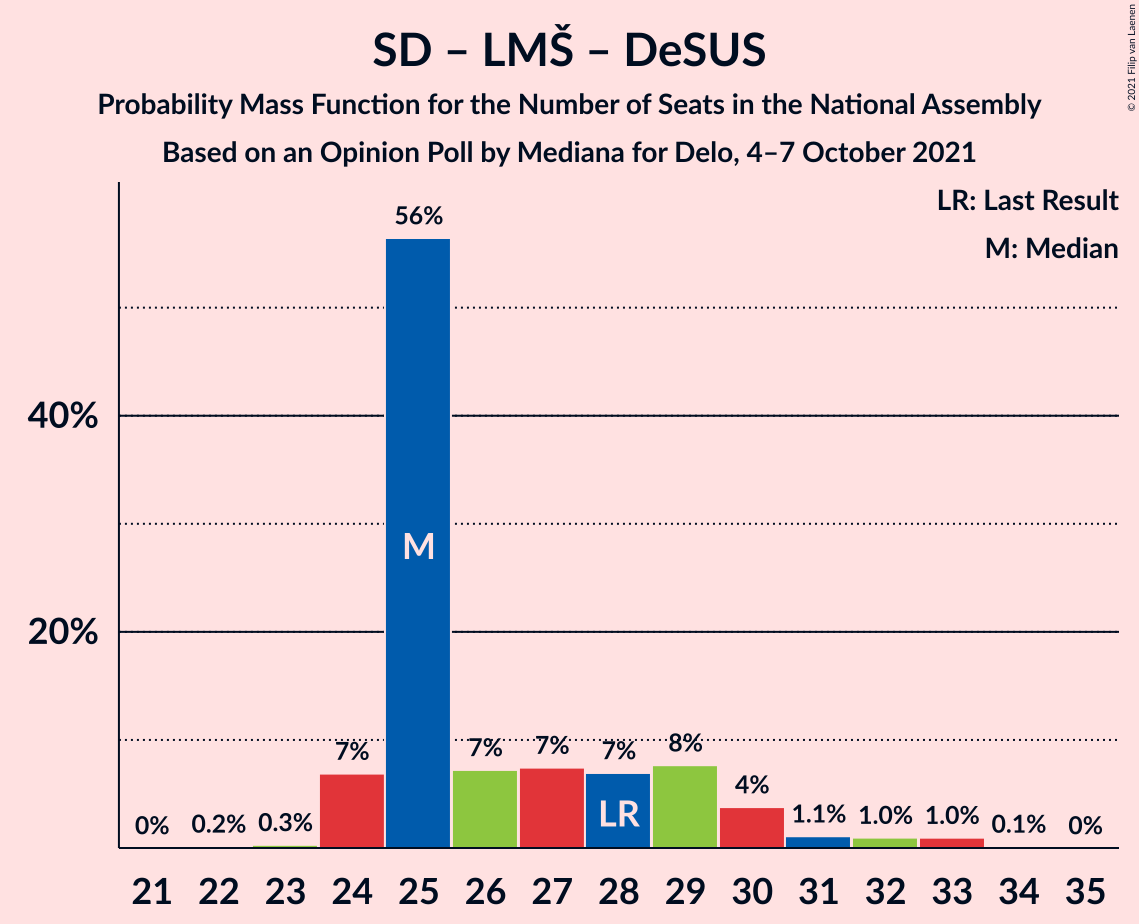 SD – LMŠ – DeSUS
Probability Mass Function for the Number of Seats in the National Assembly
Based on an Opinion Poll by Mediana for Delo, 4–7 October 2021
© 2021 Filip van Laenen
LR: Last Result
M: Median
56%
40%
M
20%
7%
7%
7%
7%
8%
4%
LR
0%
0.2%
0.3%
1.1%
1.0%
1.0%
0.1%
0%
21 22 23 24 25 26 27 28 29 30 31 32 33 34 35